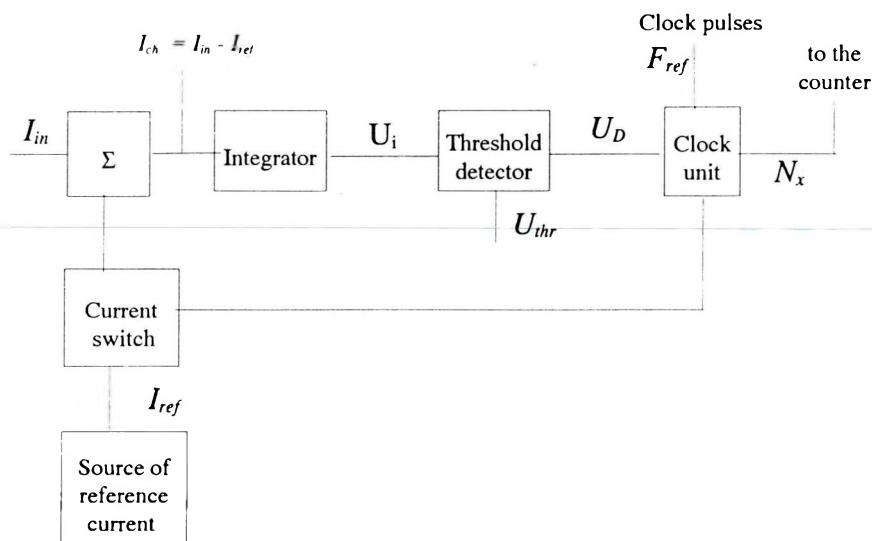 Clock pulses
I_ch = I_in - I_ref
F_ref
to the
counter
I_in
Σ
Integrator
U_i
Threshold
detector
U_D
Clock
unit
N_x
U_thr
Current
switch
I_ref
Source of
reference
current